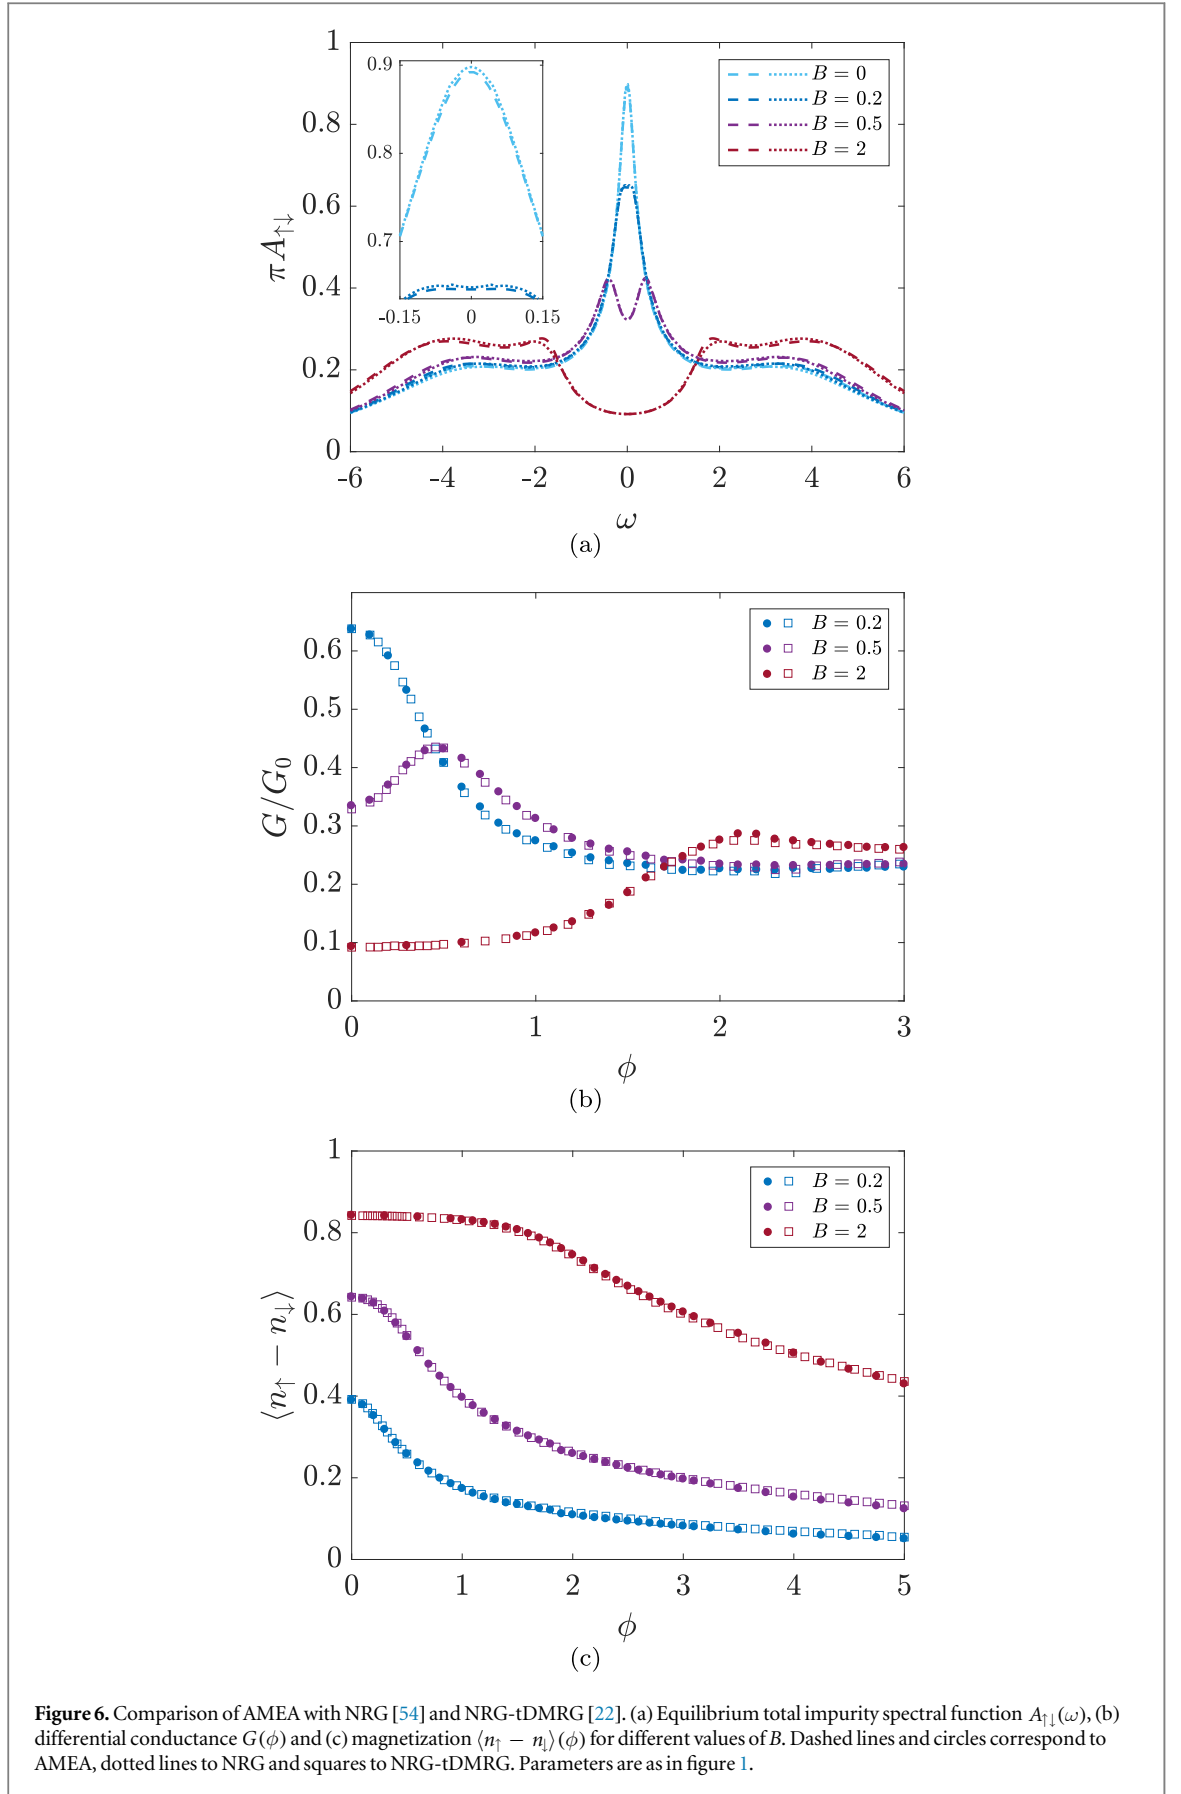 1
0.8
0.6
0.4
0.2
0
πA↑↓
0.9
0.8
0.7
-0.15 0 0.15
B = 0
B = 0.2
B = 0.5
B = 2
-6 -4 -2 0 2 4 6
ω
(a)
0.6
0.5
0.4
0.3
0.2
0.1
0
G/G₀
B = 0.2
B = 0.5
B = 2
0 1 2 3
ϕ
(b)
1
0.8
0.6
0.4
0.2
0
⟨n↑ − n↓⟩
B = 0.2
B = 0.5
B = 2
0 1 2 3 4 5
ϕ
(c)
Figure 6. Comparison of AMEA with NRG [54] and NRG-tDMRG [22]. (a) Equilibrium total impurity spectral function A↑↓(ω), (b)
differential conductance G(ϕ) and (c) magnetization ⟨n↑ − n↓⟩(ϕ) for different values of B. Dashed lines and circles correspond to
AMEA, dotted lines to NRG and squares to NRG-tDMRG. Parameters are as in figure 1.